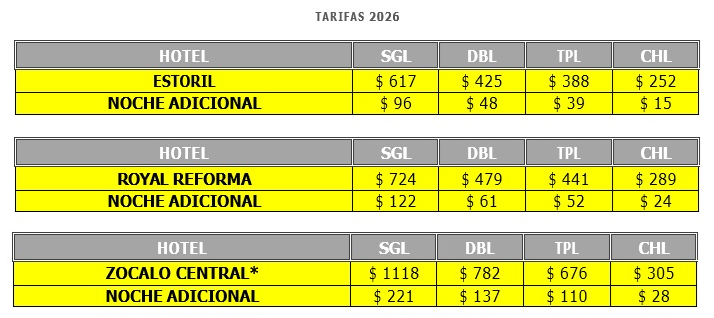 TARIFAS 2026
HOTEL SGL DBL TPL CHL
ESTORIL $ 617 $ 425 $ 388 $ 252
NOCHE ADICIONAL $ 96 $ 48 $ 39 $ 15
HOTEL SGL DBL TPL CHL
ROYAL REFORMA $ 724 $ 479 $ 441 $ 289
NOCHE ADICIONAL $ 122 $ 61 $ 52 $ 24
HOTEL SGL DBL TPL CHL
ZOCALO CENTRAL* $ 1118 $ 782 $ 676 $ 305
NOCHE ADICIONAL $ 221 $ 137 $ 110 $ 28